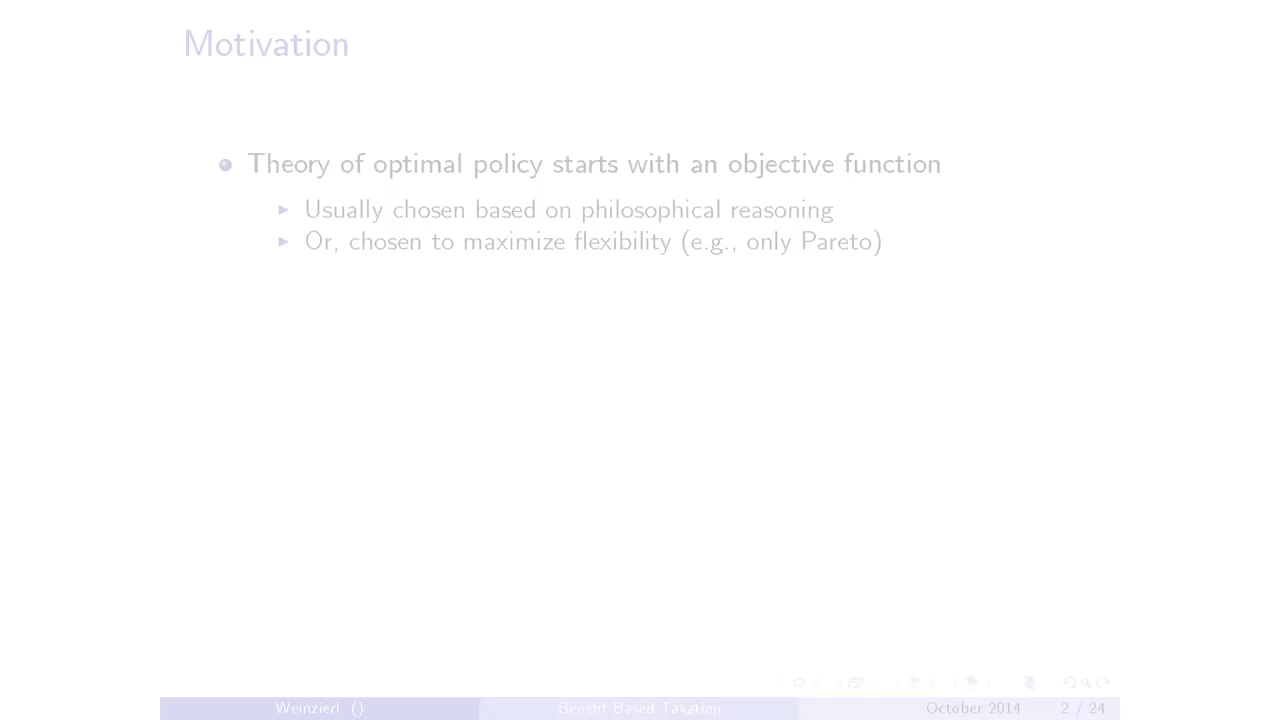 Motivation
Theory of optimal policy starts with an objective function
Usually chosen based on philosophical reasoning
Or, chosen to maximize flexibility (e.g., only Pareto)
Weinzierl () Benefit Based Taxation October 2014 2 / 24